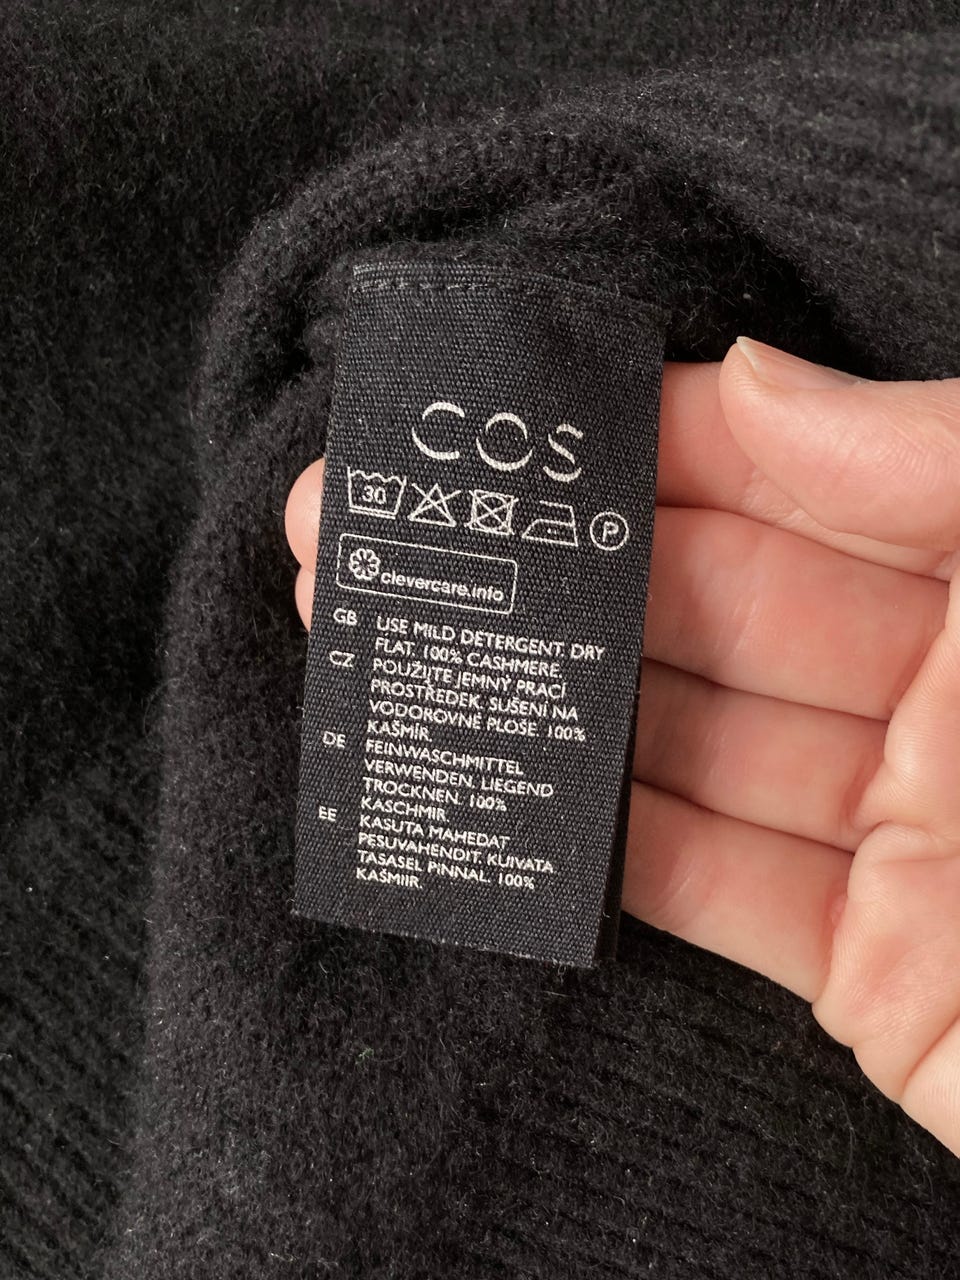 COS
30
P
clevercare.info
GB USE MILD DETERGENT. DRY
FLAT. 100% CASHMERE.
CZ POUŽIJTE JEMNÝ PRACÍ
PROSTŘEDEK. SUŠENÍ NA
VODOROVNÉ PLOŠE 100%
KAŠMÍR
DE FEINWASCHMITTEL
VERWENDEN. LIEGEND
TROCKNEN. 100%
KASCHMIR
EE KASUTA MAHEDAT
PESUVAHENDIT. KUIVATA
TASASEL PINNAL. 100%
KAŠMIIR.